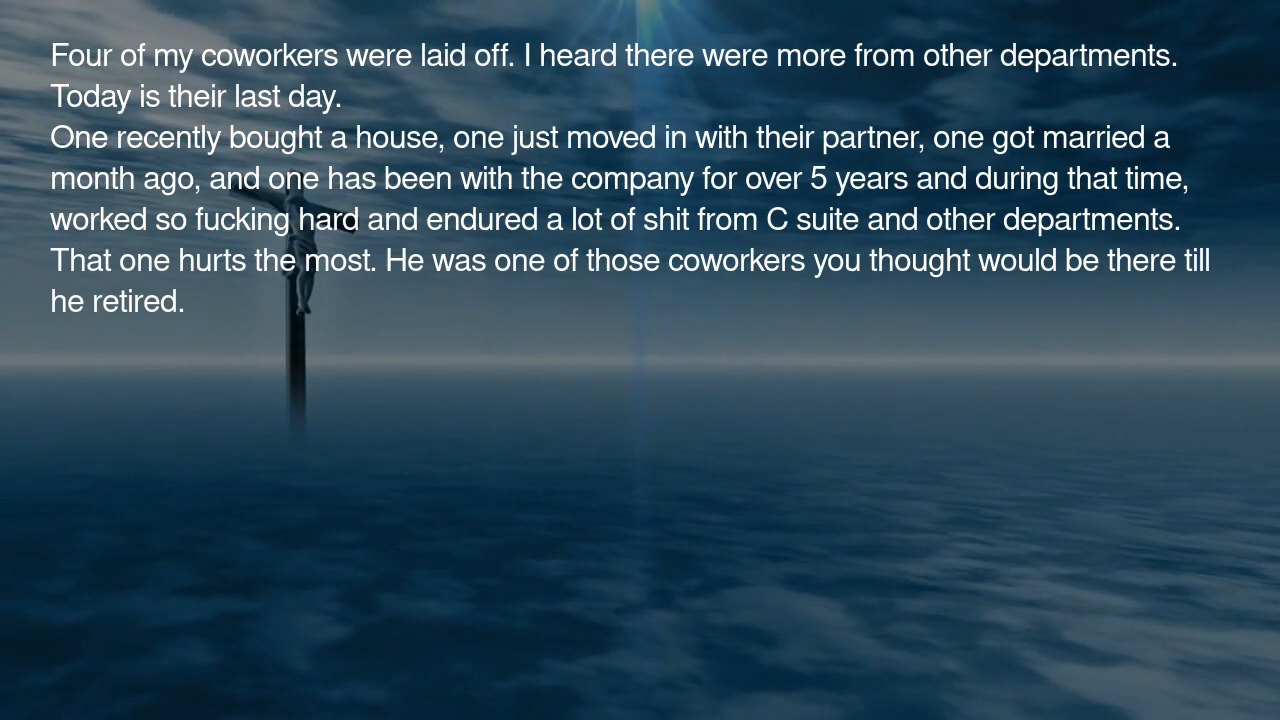 Four of my coworkers were laid off. I heard there were more from other departments.
Today is their last day.
One recently bought a house, one just moved in with their partner, one got married a
month ago, and one has been with the company for over 5 years and during that time,
worked so fucking hard and endured a lot of shit from C suite and other departments.
That one hurts the most. He was one of those coworkers you thought would be there till
he retired.